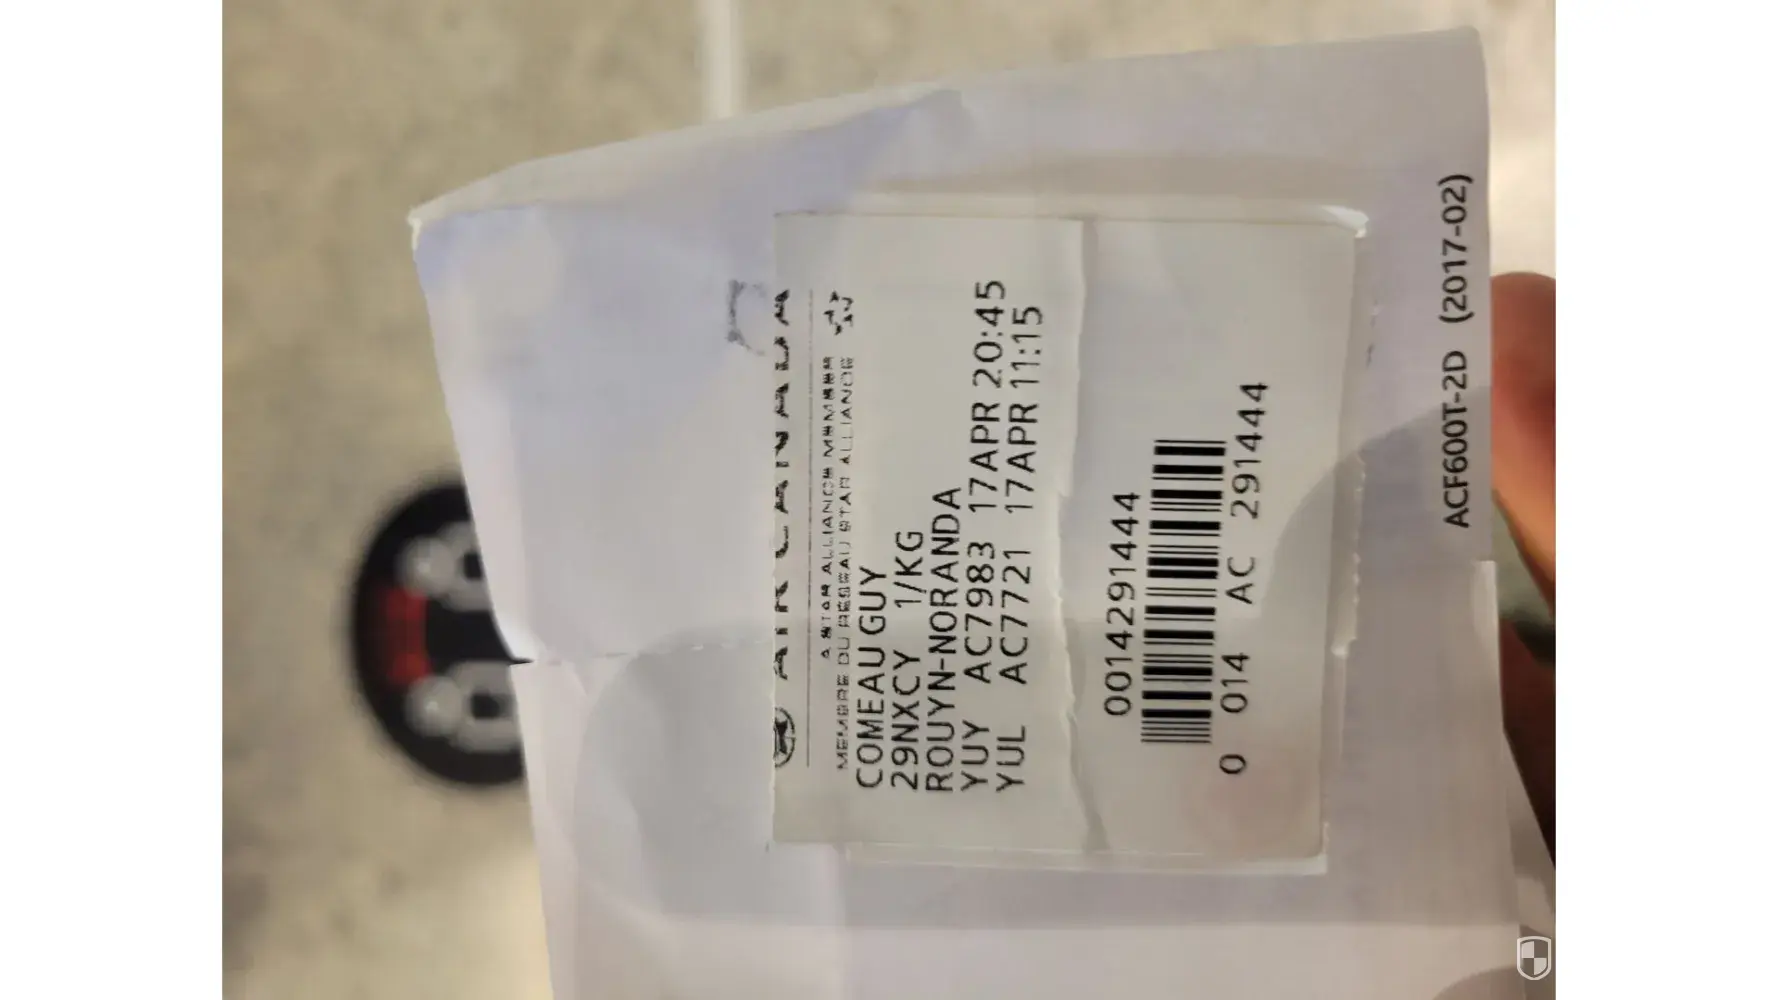 AIR CANADA
A STAR ALLIANCE MEMBER
MEMBRE DU RESEAU STAR ALLIANCE
COMEAU GUY
29NXCY 1/KG
ROUYN-NORANDA
YUY AC7983 17APR 20:45
YUL AC7721 17APR 11:15
0014291444
0 014 AC 291444
ACF600T-2D (2017-02)